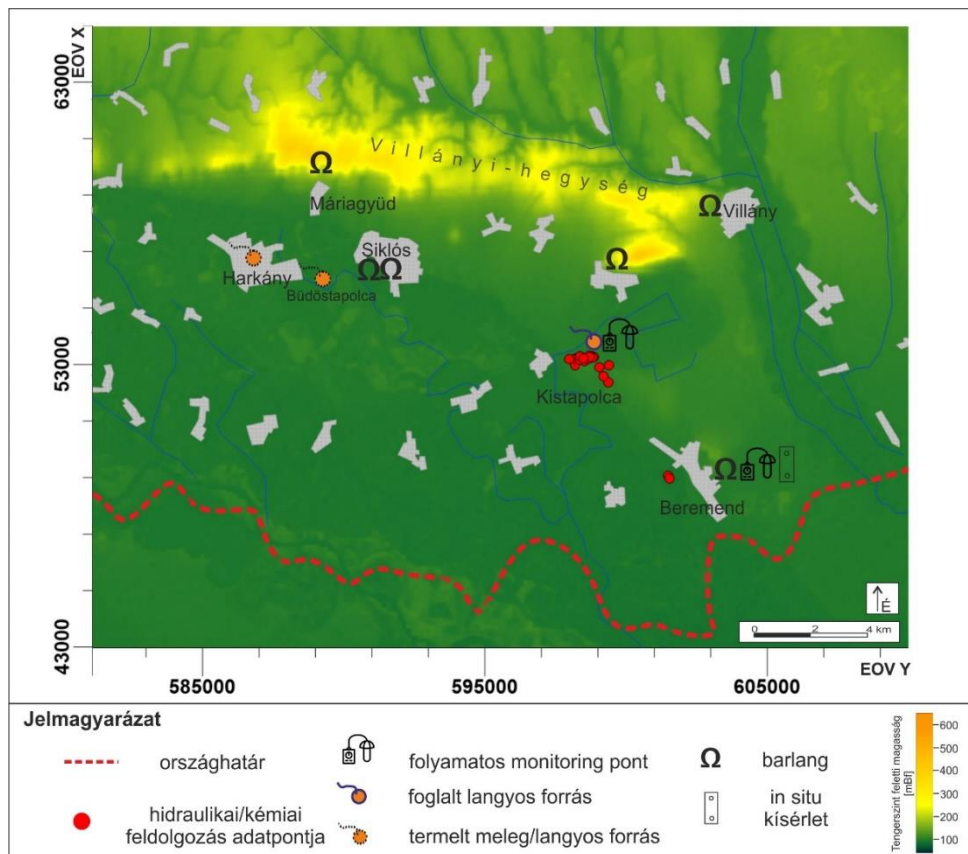 EOV X
63000
53000
43000
Villányi-hegység
Máriagyüd
Villány
Siklós
Harkány
Büdöstapolca
Kistapolca
Beremend
É
0 2 4 km
585000 595000 605000 EOV Y
Jelmagyarázat
országhatár
hidraulikai/kémiai
feldolgozás adatpontja
folyamatos monitoring pont
foglalt langyos forrás
termelt meleg/langyos forrás
Ω barlang
in situ
kísérlet
Tengerszint feletti magasság
[mBf]
600
500
400
300
200
100